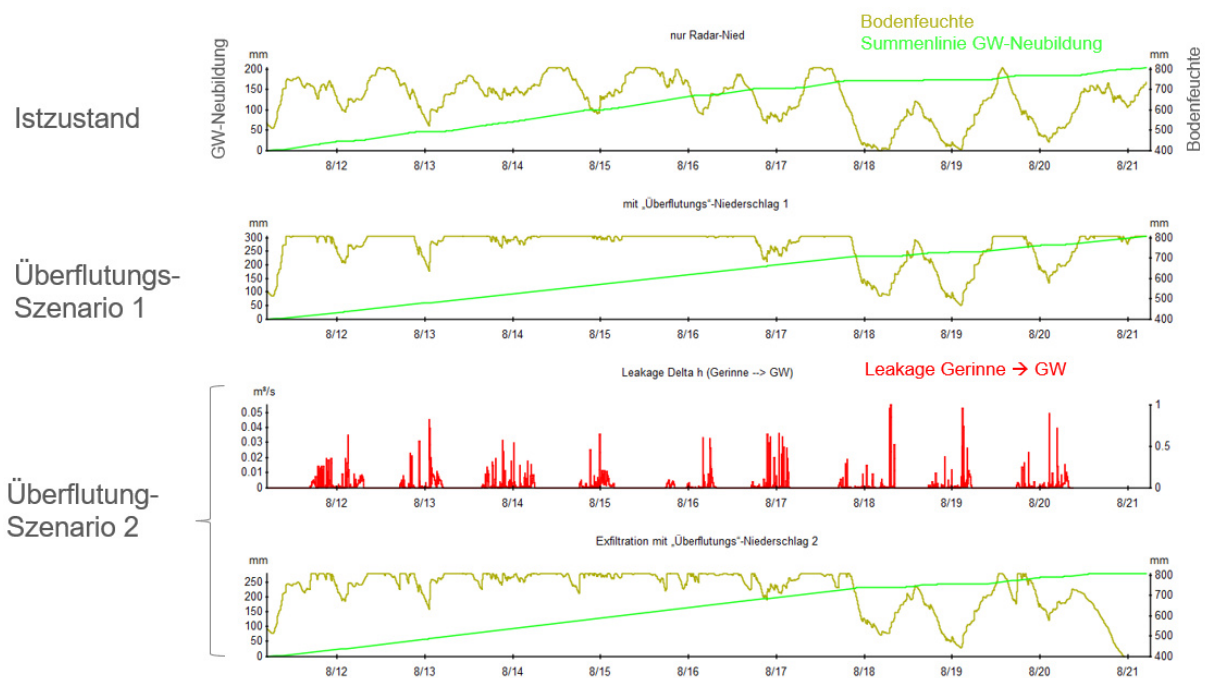 Bodenfeuchte
Summenlinie GW-Neubildung
nur Radar-Nied
Istzustand
GW-Neubildung
mm
200
150
100
50
0
mm
800
700
600
500
400
Bodenfeuchte
8/12 8/13 8/14 8/15 8/16 8/17 8/18 8/19 8/20 8/21
mit „Überflutungs“-Niederschlag 1
Überflutungs-
Szenario 1
mm
300
250
200
150
100
50
0
mm
800
700
600
500
400
8/12 8/13 8/14 8/15 8/16 8/17 8/18 8/19 8/20 8/21
Leakage Delta h (Gerinne --> GW)
Leakage Gerinne → GW
Überflutung-
Szenario 2
m³/s
0.05
0.04
0.03
0.02
0.01
0
1
0.5
0
8/12 8/13 8/14 8/15 8/16 8/17 8/18 8/19 8/20 8/21
Exfiltration mit „Überflutungs“-Niederschlag 2
mm
250
200
150
100
50
0
mm
800
700
600
500
400
8/12 8/13 8/14 8/15 8/16 8/17 8/18 8/19 8/20 8/21